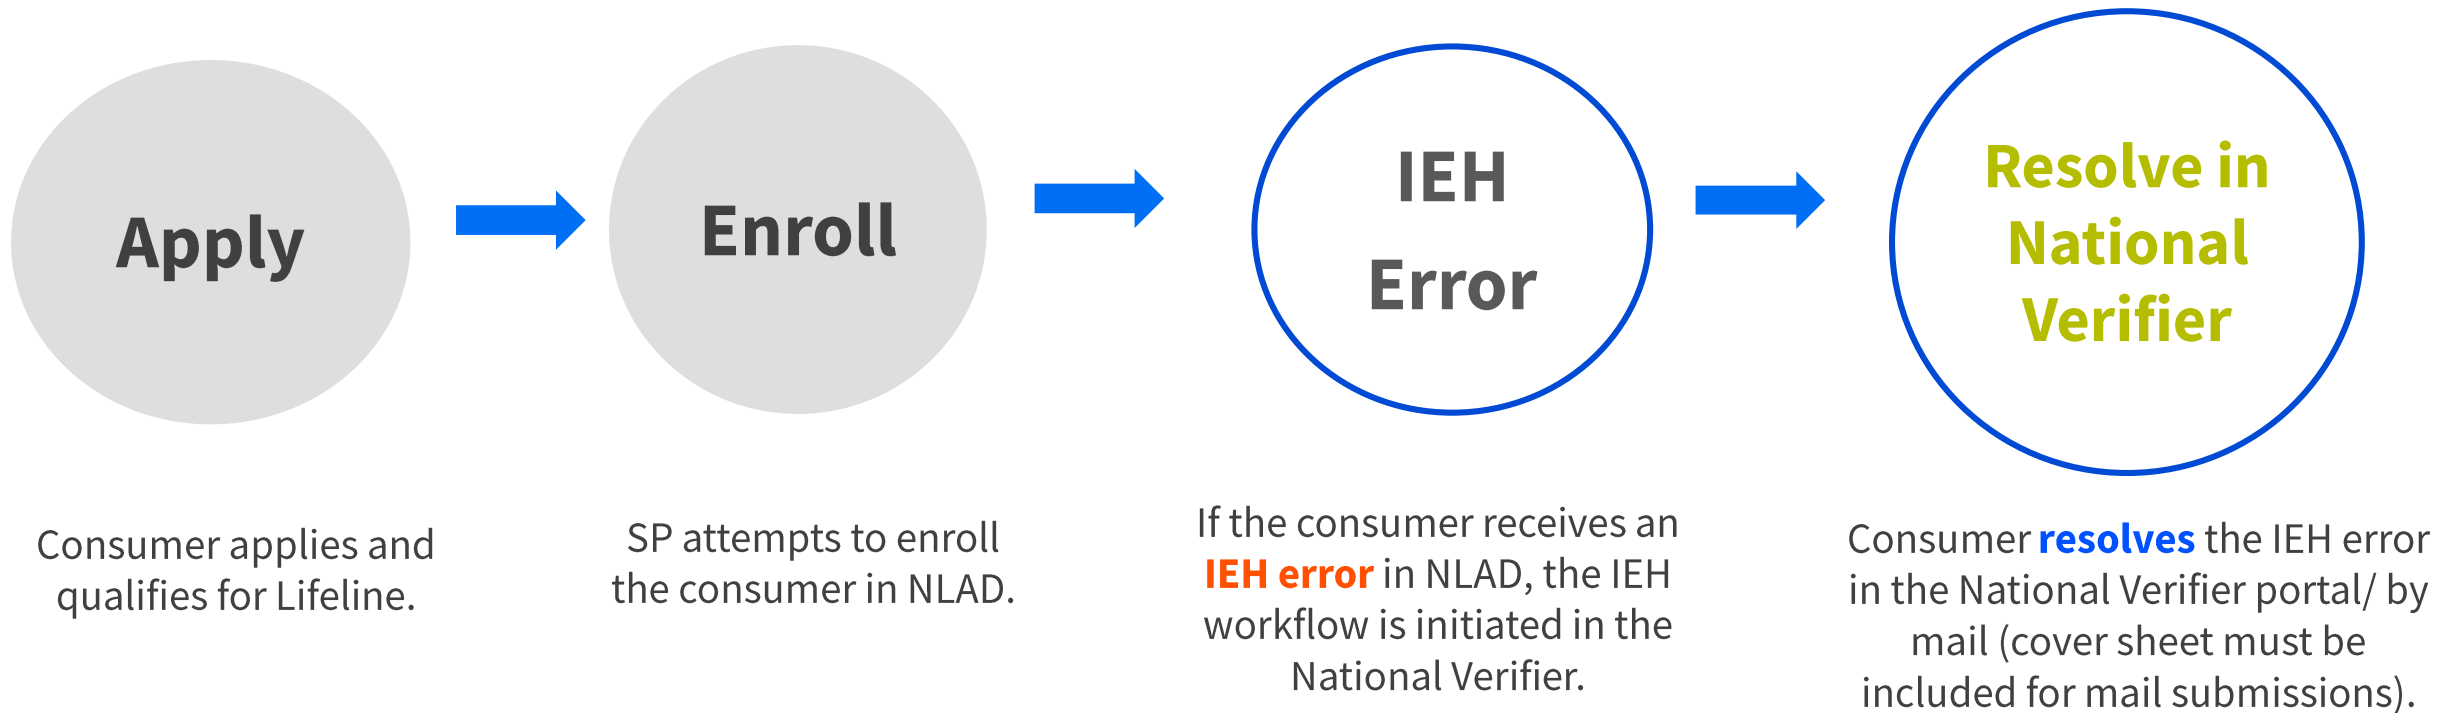 Apply
Enroll
IEH
Error
Resolve in
National
Verifier
Consumer applies and
qualifies for Lifeline.
SP attempts to enroll
the consumer in NLAD.
If the consumer receives an
IEH error in NLAD, the IEH
workflow is initiated in the
National Verifier.
Consumer resolves the IEH error
in the National Verifier portal/ by
mail (cover sheet must be
included for mail submissions).